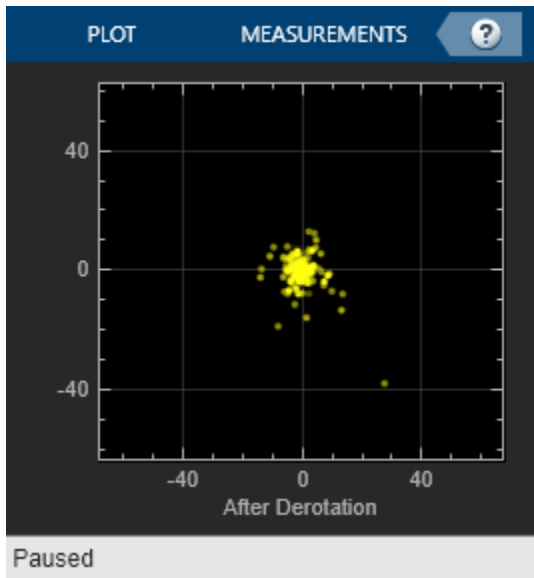 PLOT MEASUREMENTS ?
40
0
-40
-40 0 40
After Derotation
Paused